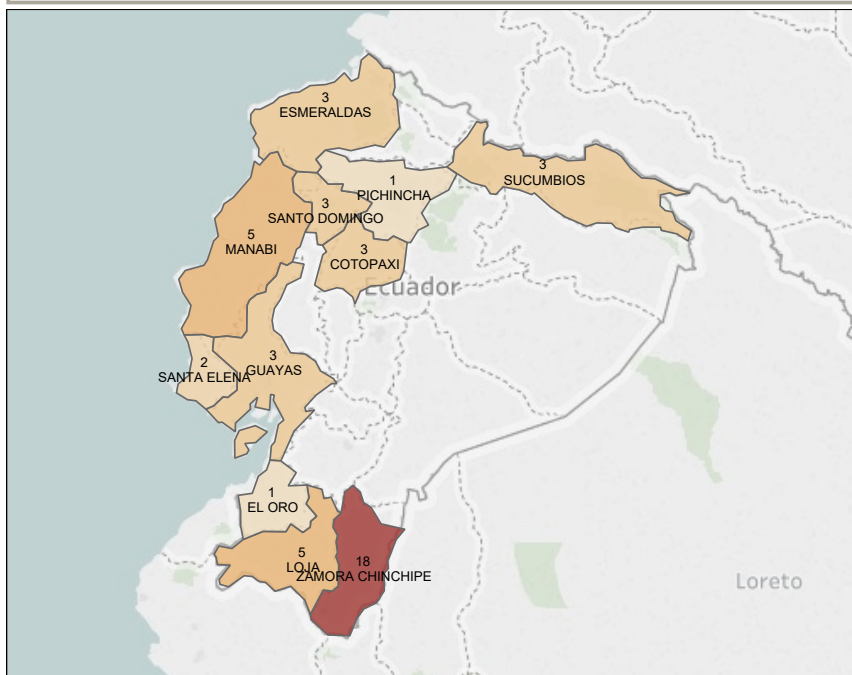 3
ESMERALDAS
3
SUCUMBIOS
1
PICHINCHA
3
SANTO DOMINGO
5
MANABI
3
COTOPAXI
Ecuador
2
SANTA ELENA
3
GUAYAS
1
EL ORO
5
LOJA
18
ZAMORA CHINCHIPE
Loreto